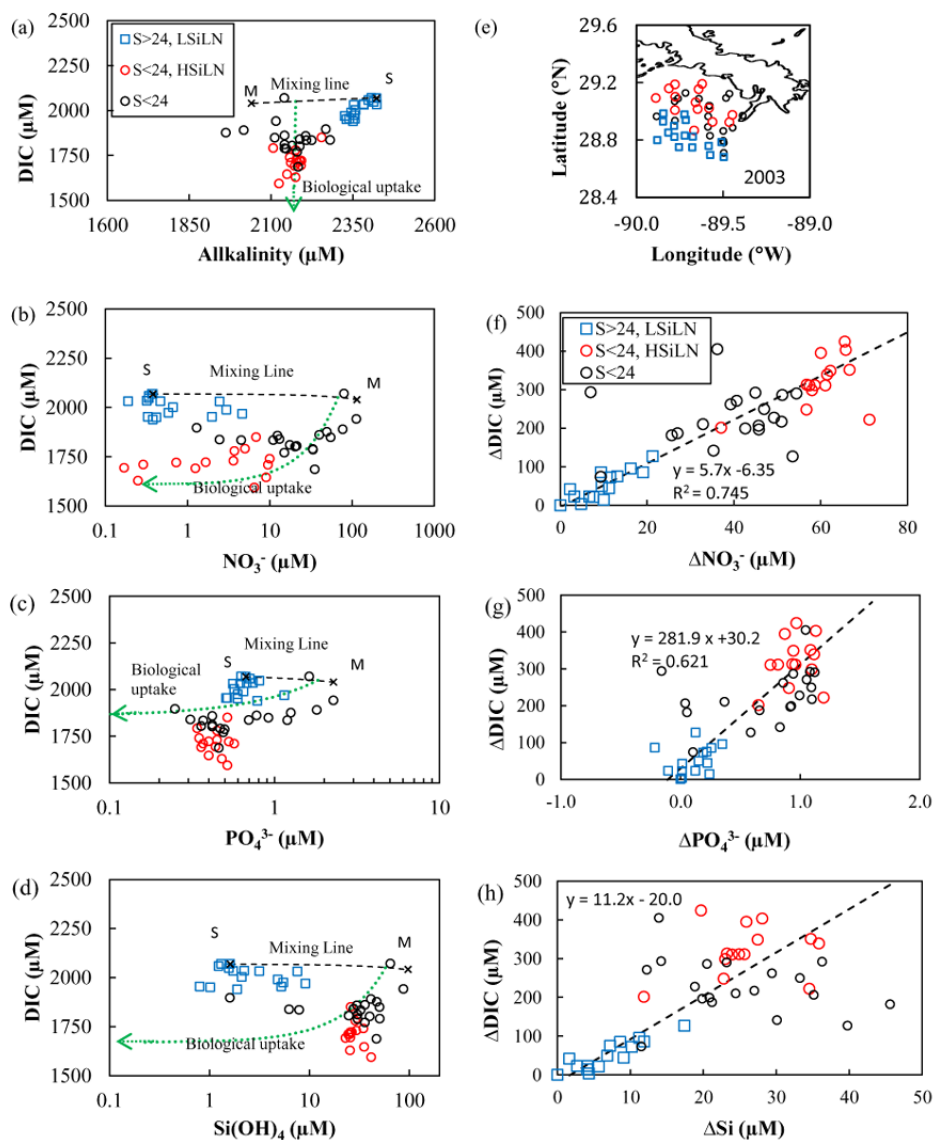 (a)
2500
2250
2000
1750
1500
DIC (µM)
S>24, LSiLN
S<24, HSiLN
S<24
M
Mixing line
S
Biological uptake
1600
1850
2100
2350
2600
Allkalinity (µM)
(e)
29.6
29.2
28.8
28.4
Latitude (°N)
2003
-90.0
-89.5
-89.0
Longitude (°W)
(b)
2500
2250
2000
1750
1500
DIC (µM)
S
Mixing Line
M
Biological uptake
0.1
1
10
100
1000
NO₃⁻ (µM)
(f)
500
400
300
200
100
0
ΔDIC (µM)
S>24, LSiLN
S<24, HSiLN
S<24
y = 5.7x -6.35
R² = 0.745
0
20
40
60
80
ΔNO₃⁻ (µM)
(c)
2500
2250
2000
1750
1500
DIC (µM)
Biological
uptake
S
Mixing Line
M
0.1
1
10
PO₄³⁻ (µM)
(g)
500
400
300
200
100
0
ΔDIC (µM)
y = 281.9 x +30.2
R² = 0.621
-1.0
0.0
1.0
2.0
ΔPO₄³⁻ (µM)
(d)
2500
2250
2000
1750
1500
DIC (µM)
S
Mixing Line
M
Biological uptake
0
1
10
100
Si(OH)₄ (µM)
(h)
500
400
300
200
100
0
ΔDIC (µM)
y = 11.2x - 20.0
0
10
20
30
40
50
ΔSi (µM)